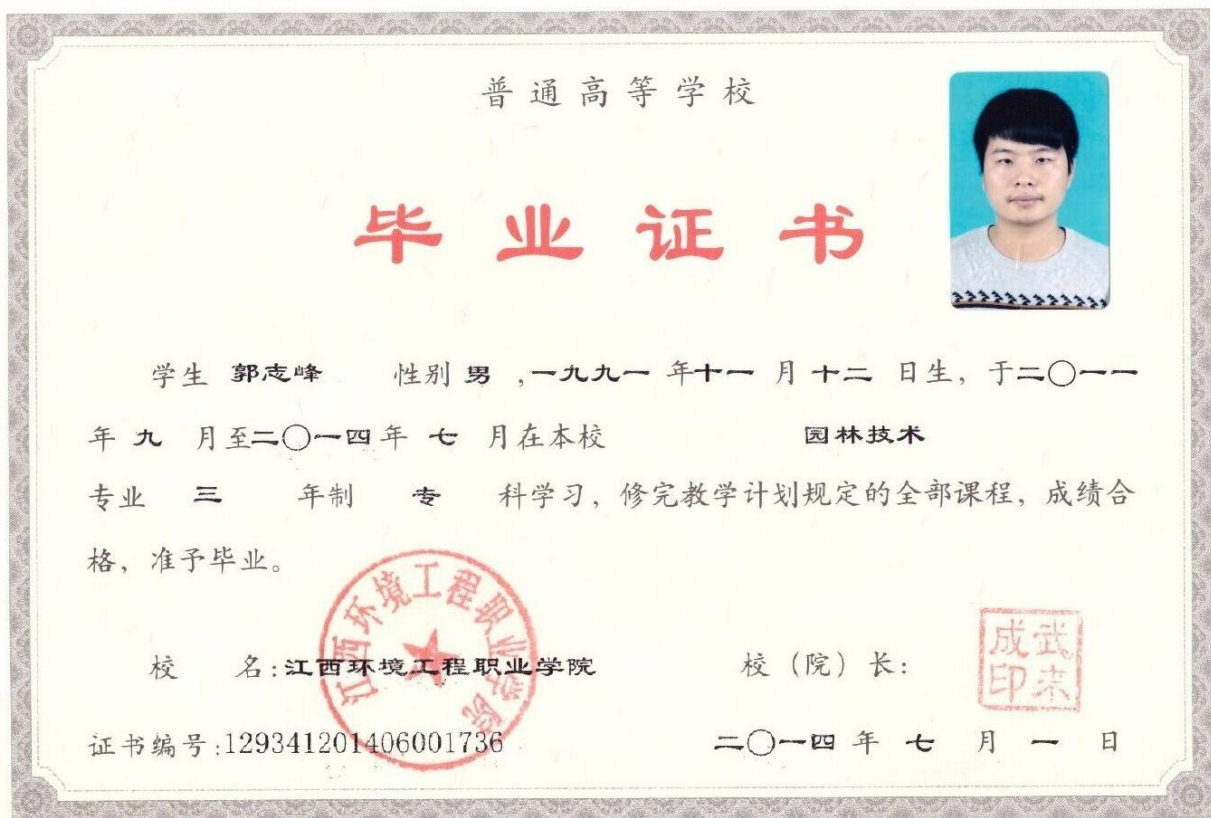 普通高等学校
毕业证书
学生 郭志峰 性别 男 ,一九九一 年十一 月 十二 日生，于二〇一一
年 九 月至二〇一四年 七 月在本校 园林技术
专业 三 年制 专 科学习，修完教学计划规定的全部课程，成绩合
格，准予毕业。
江西环境工程职业学院
校 名:江西环境工程职业学院 校（院）长：
武来
成印
证书编号:129341201406001736 二〇一四 年 七 月 一 日